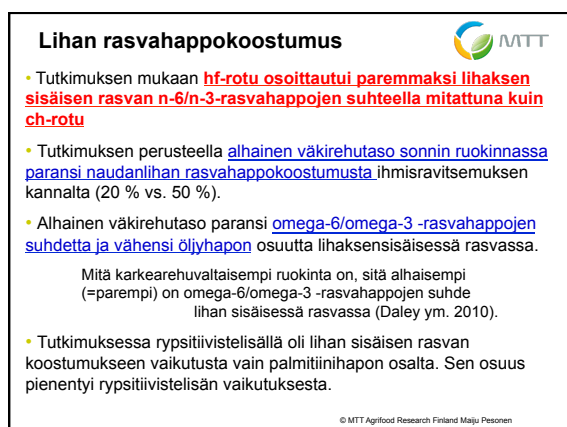 Lihan rasvahappokoostumus
MTT
• Tutkimuksen mukaan hf-rotu osoittautui paremmaksi lihaksen
sisäisen rasvan n-6/n-3-rasvahappojen suhteella mitattuna kuin
ch-rotu
• Tutkimuksen perusteella alhainen väkirehutaso sonnin ruokinnassa
paransi naudanlihan rasvahappokoostumusta ihmisravitsemuksen
kannalta (20 % vs. 50 %).
• Alhainen väkirehutaso paransi omega-6/omega-3 -rasvahappojen
suhdetta ja vähensi öljyhapon osuutta lihaksensisäisessä rasvassa.
Mitä karkearehuvaltaisempi ruokinta on, sitä alhaisempi
(=parempi) on omega-6/omega-3 -rasvahappojen suhde
lihan sisäisessä rasvassa (Daley ym. 2010).
• Tutkimuksessa rypsitiivistelisällä oli lihan sisäisen rasvan
koostumukseen vaikutusta vain palmitiinihapon osalta. Sen osuus
pienentyi rypsitiivistelisän vaikutuksesta.
© MTT Agrifood Research Finland Maiju Pesonen